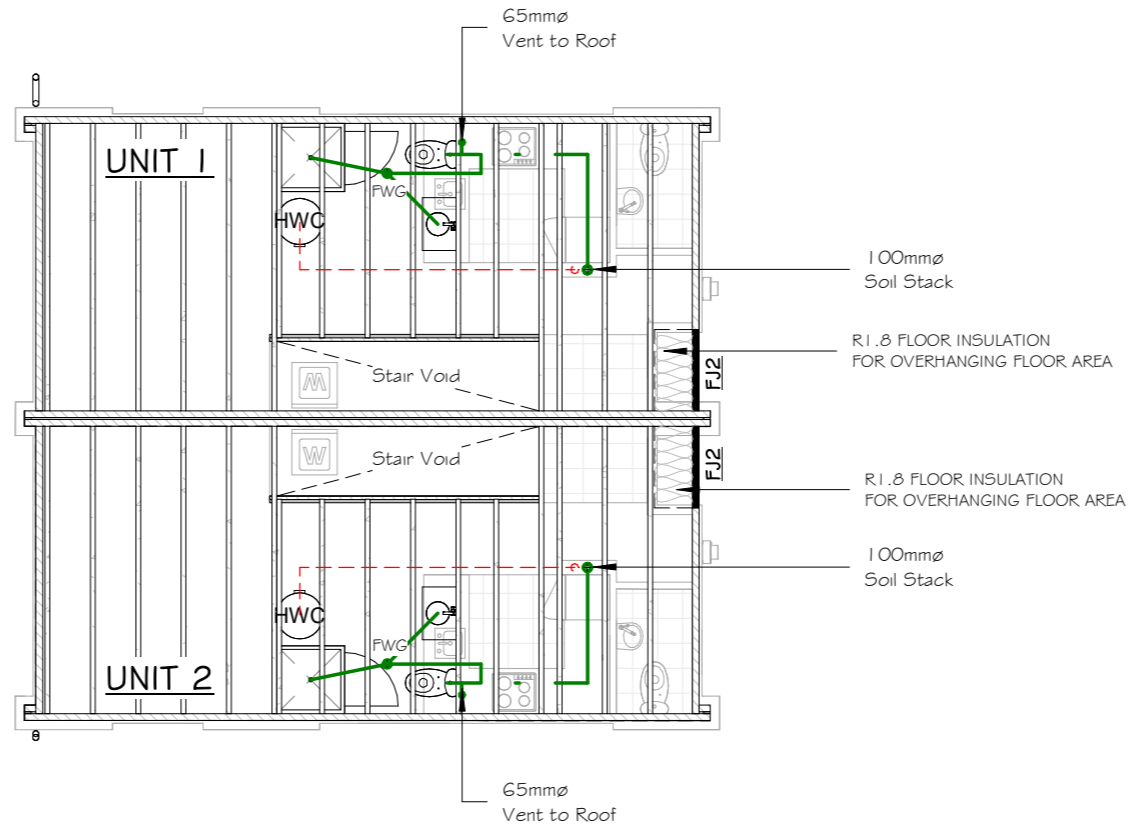 65mmø
Vent to Roof
UNIT 1
FWG
HWC
100mmø
Soil Stack
R1.8 FLOOR INSULATION
FOR OVERHANGING FLOOR AREA
FJ2
Stair Void
W
Stair Void
W
FJ2
R1.8 FLOOR INSULATION
FOR OVERHANGING FLOOR AREA
100mmø
Soil Stack
HWC
FWG
UNIT 2
65mmø
Vent to Roof